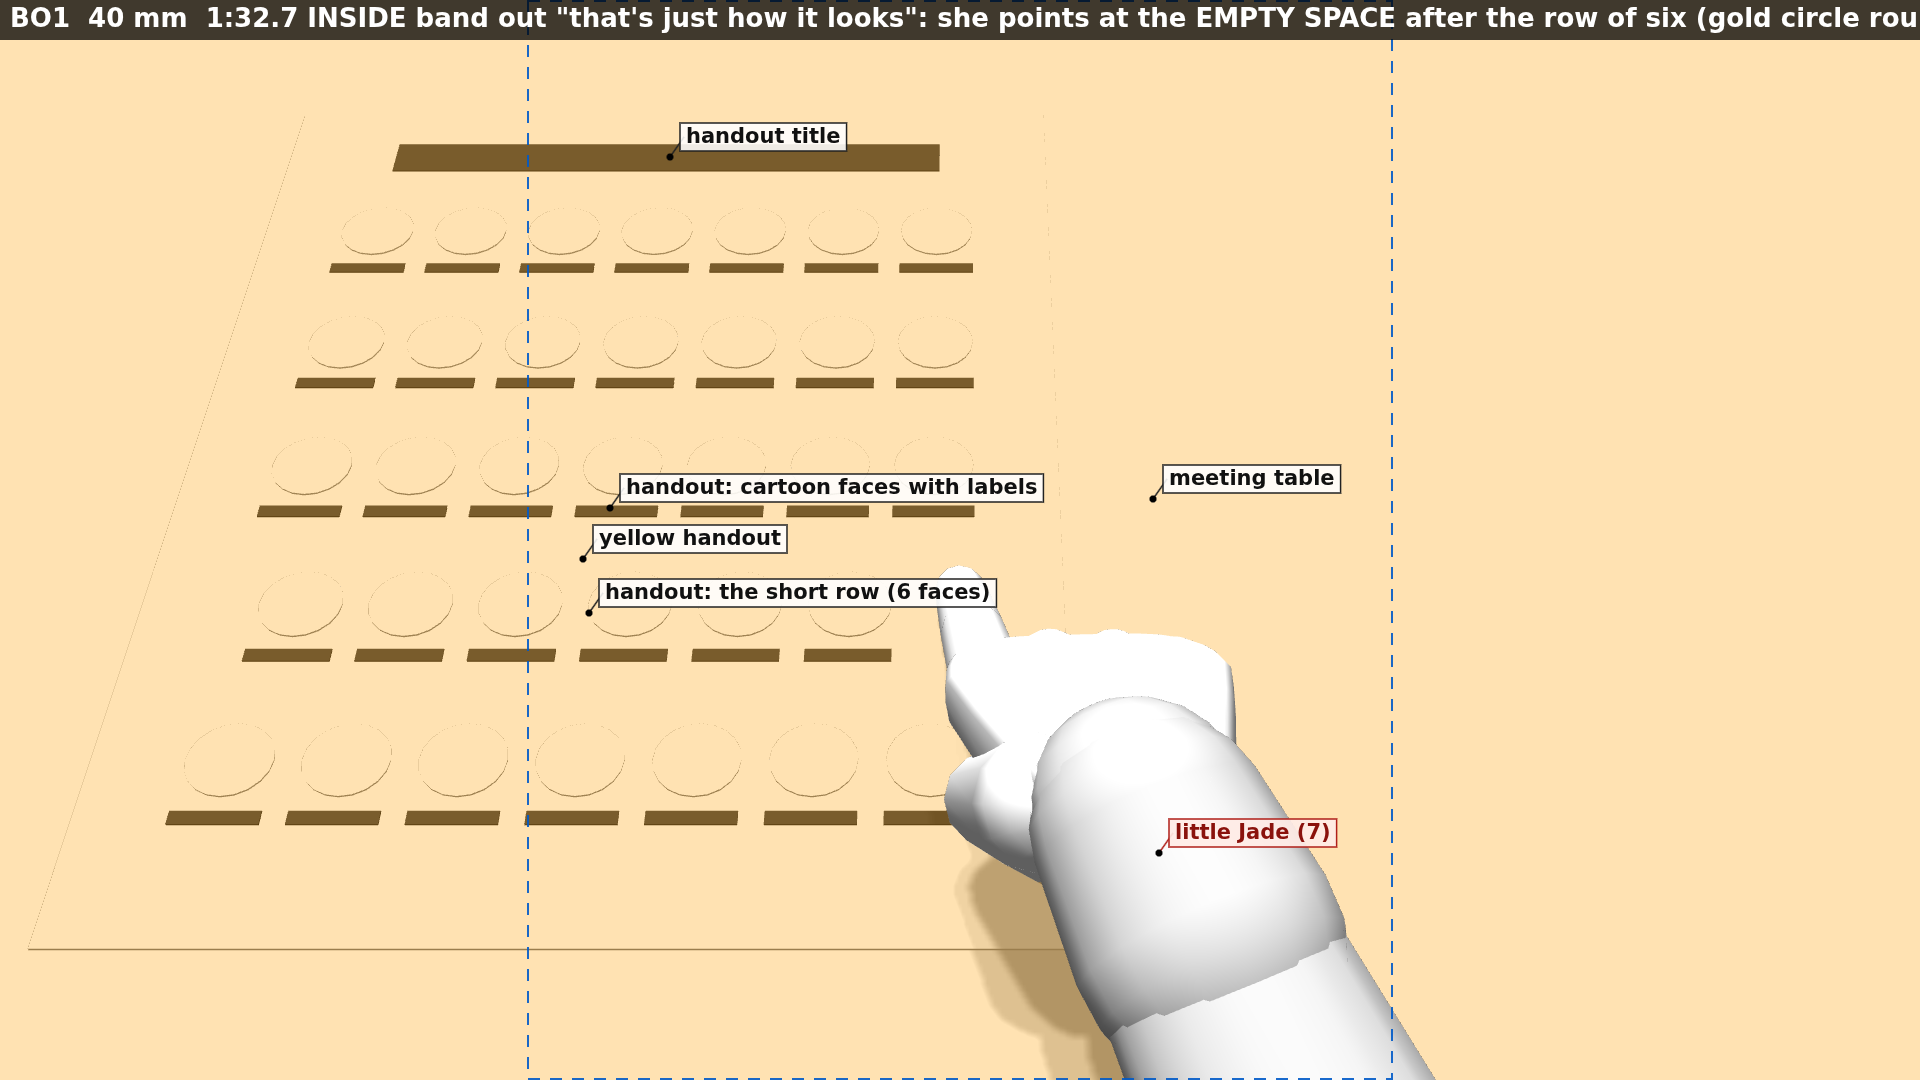 BO1 40 mm 1:32.7 INSIDE band out "that's just how it looks": she points at the EMPTY SPACE after the row of six (gold circle rou
handout title
meeting table
handout: cartoon faces with labels
yellow handout
handout: the short row (6 faces)
little Jade (7)